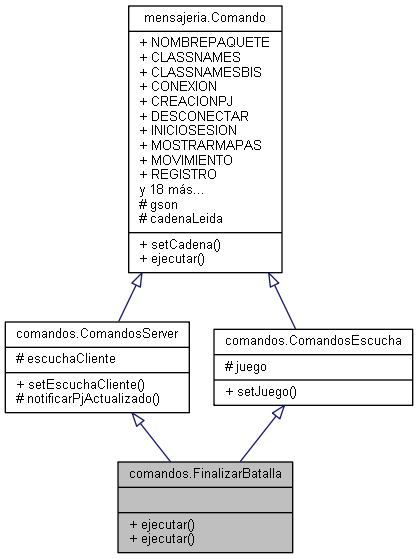 mensajeria.Comando
+ NOMBREPAQUETE
+ CLASSNAMES
+ CLASSNAMESBIS
+ CONEXION
+ CREACIONPJ
+ DESCONECTAR
+ INICIOSESION
+ MOSTRARMAPAS
+ MOVIMIENTO
+ REGISTRO
y 18 más...
# gson
# cadenaLeida
+ setCadena()
+ ejecutar()
comandos.ComandosServer
# escuchaCliente
+ setEscuchaCliente()
# notificarPjActualizado()
comandos.ComandosEscucha
# juego
+ setJuego()
comandos.FinalizarBatalla
+ ejecutar()
+ ejecutar()